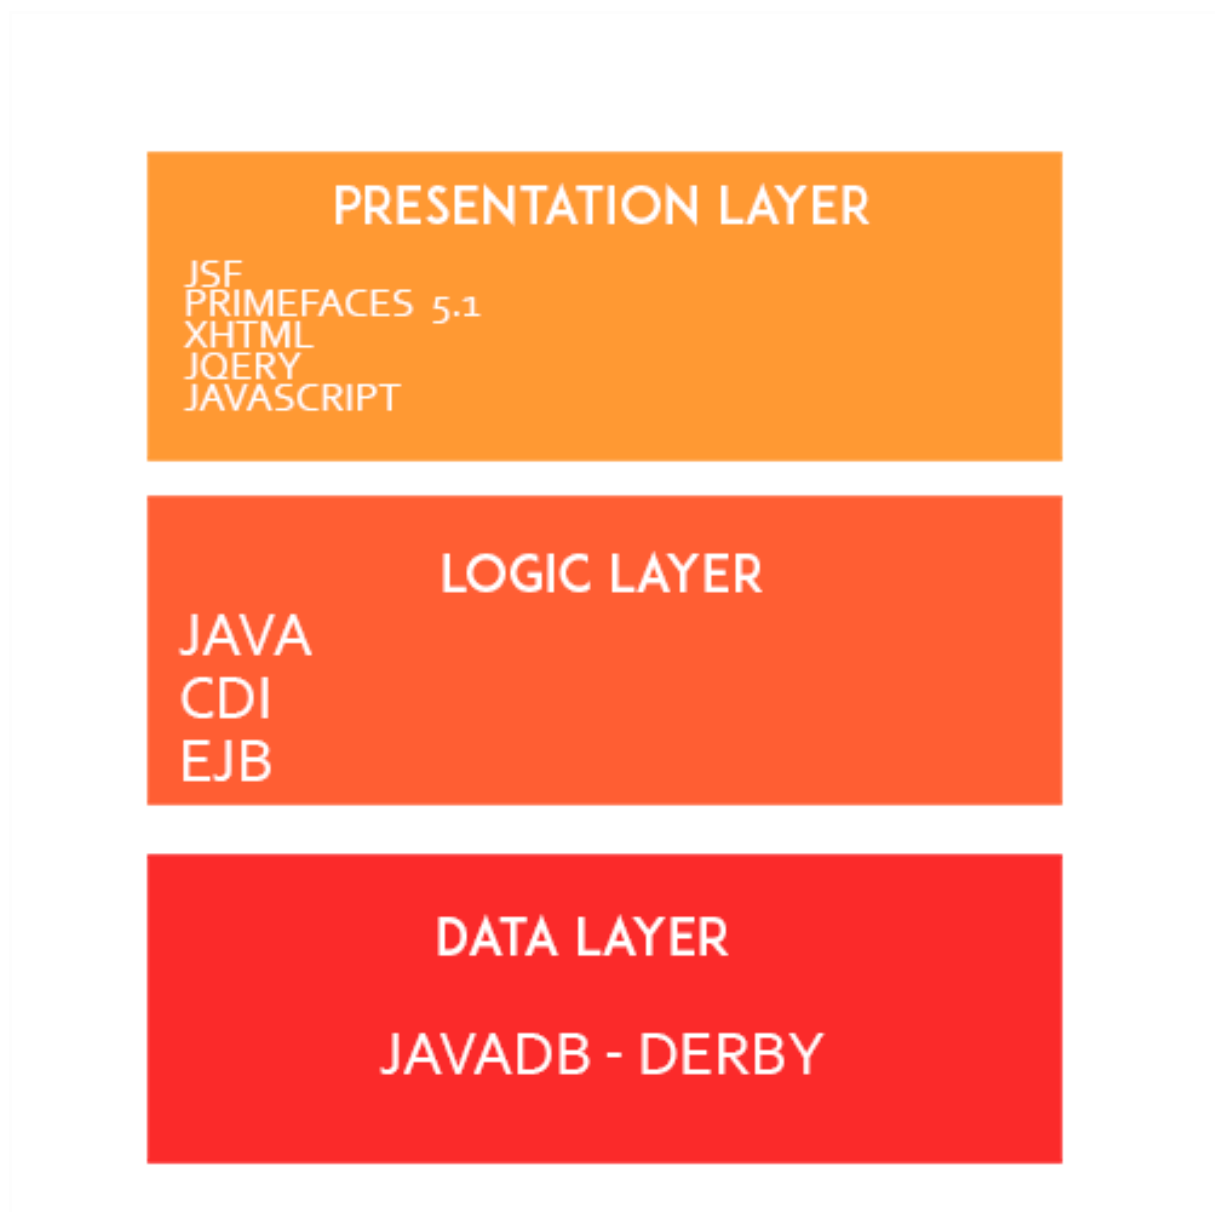 PRESENTATION LAYER
JSF
PRIMEFACES 5.1
XHTML
JQERY
JAVASCRIPT
LOGIC LAYER
JAVA
CDI
EJB
DATA LAYER
JAVADB - DERBY